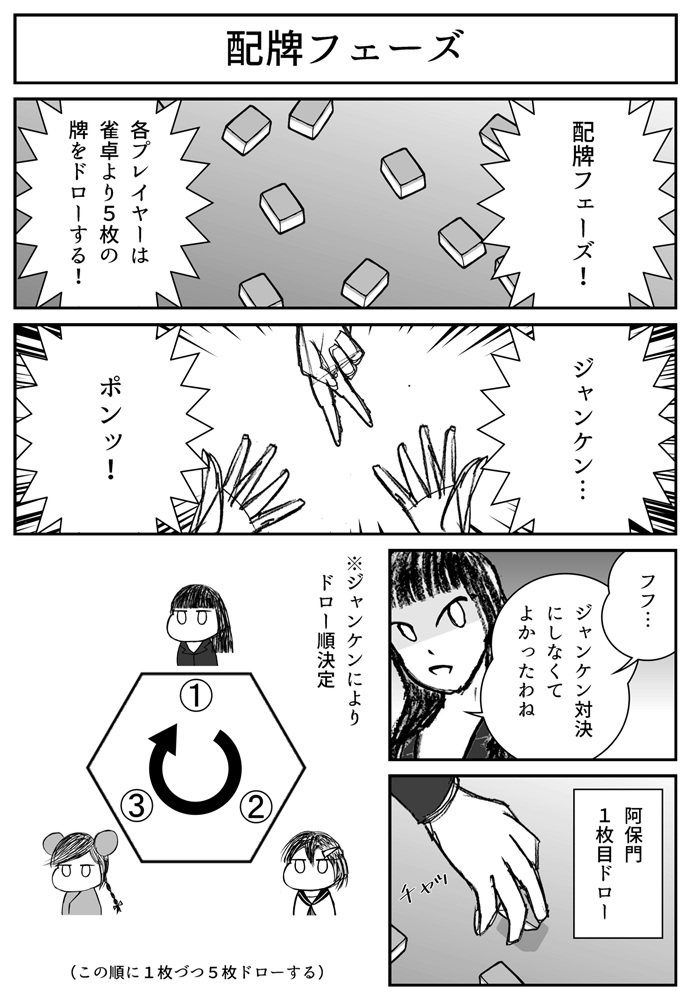 配牌フェーズ
配牌フェーズ！
各プレイヤーは
雀卓より５枚の
牌をドローする！
ジャンケン…
ポンッ！
フフ…
ジャンケン対決
にしなくて
よかったわね
※ジャンケンにより
ドロー順決定
①
②
③
（この順に１枚づつ５枚ドローする）
阿保門
１枚目ドロー
チャッ